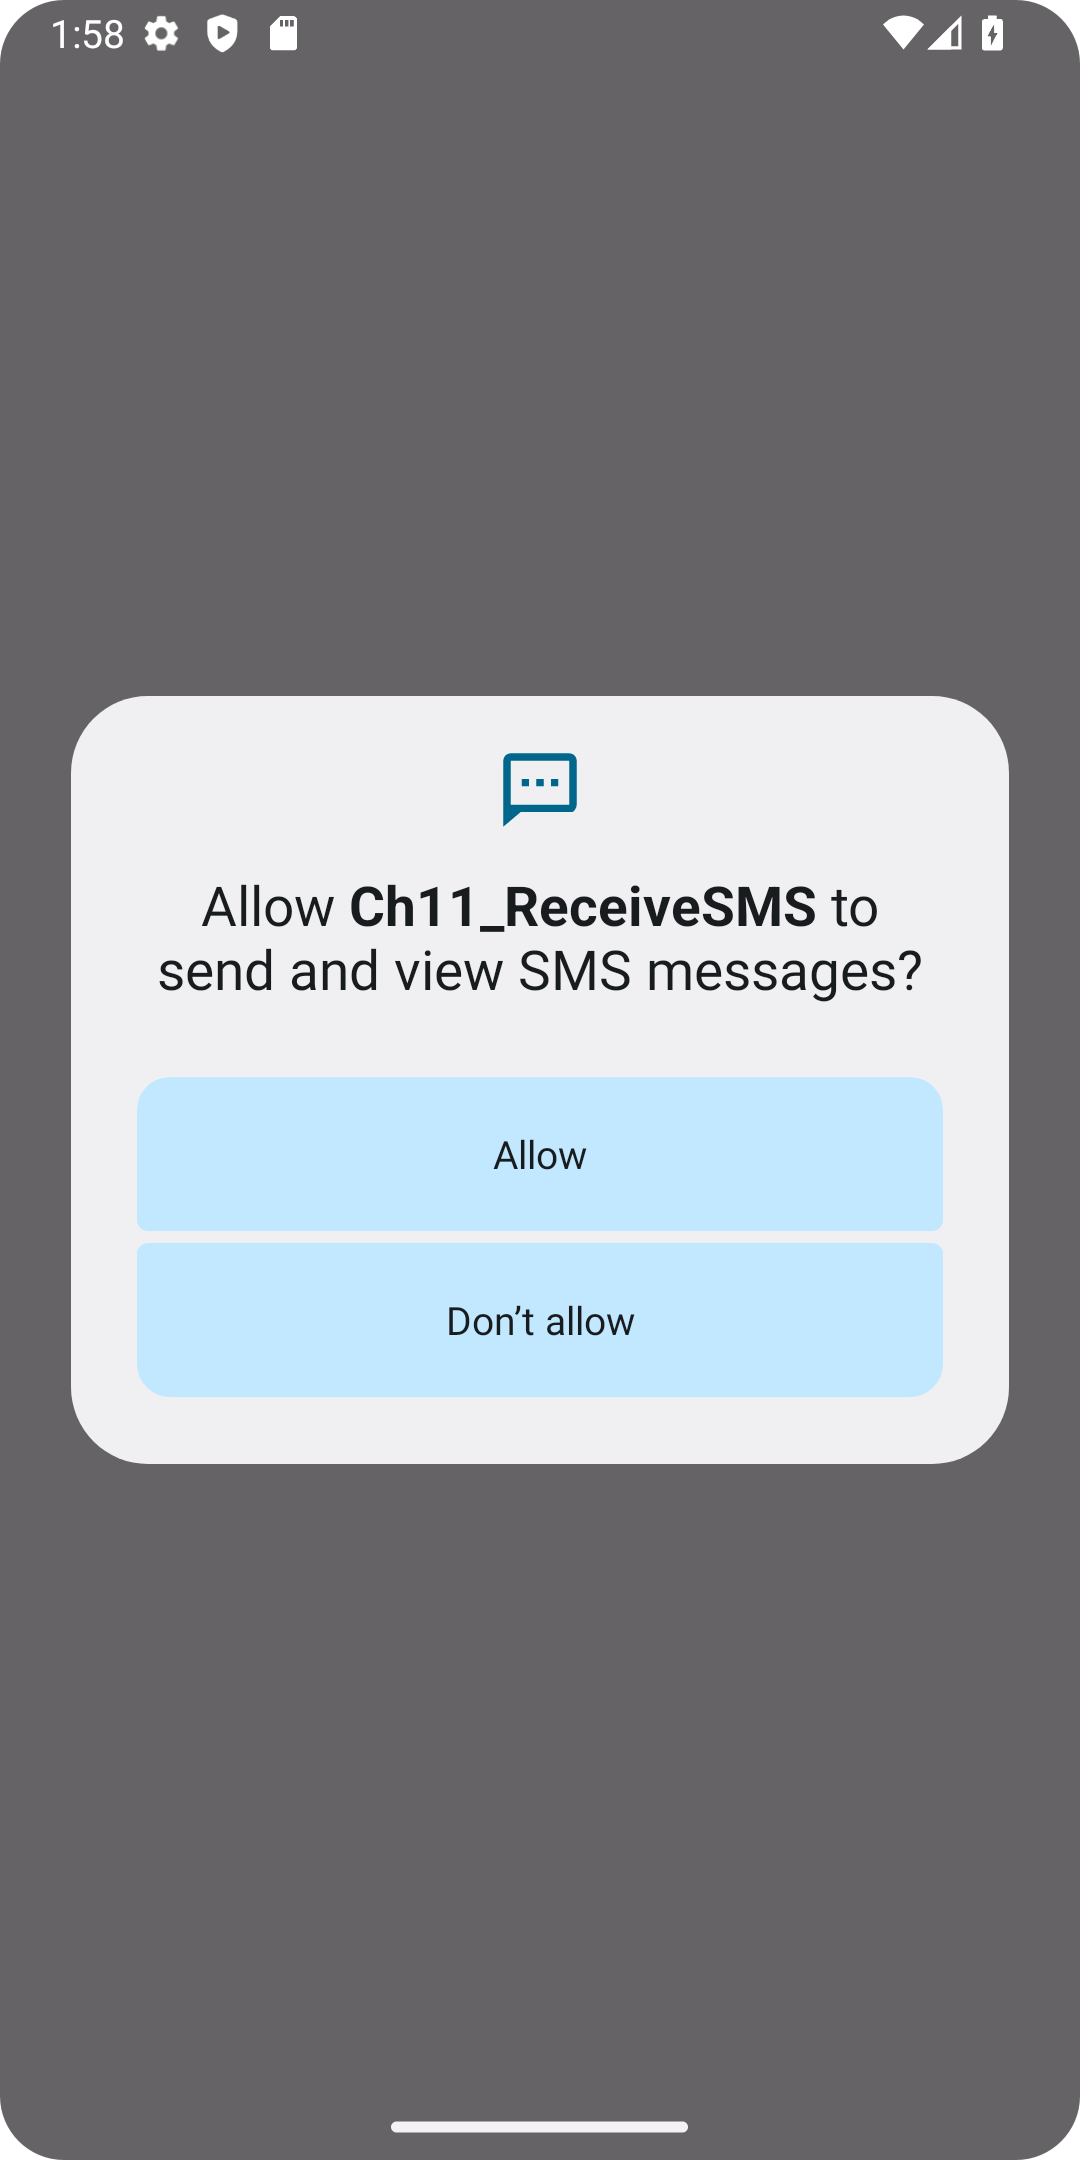 1:58
Allow Ch11_ReceiveSMS to
send and view SMS messages?
Allow
Don’t allow